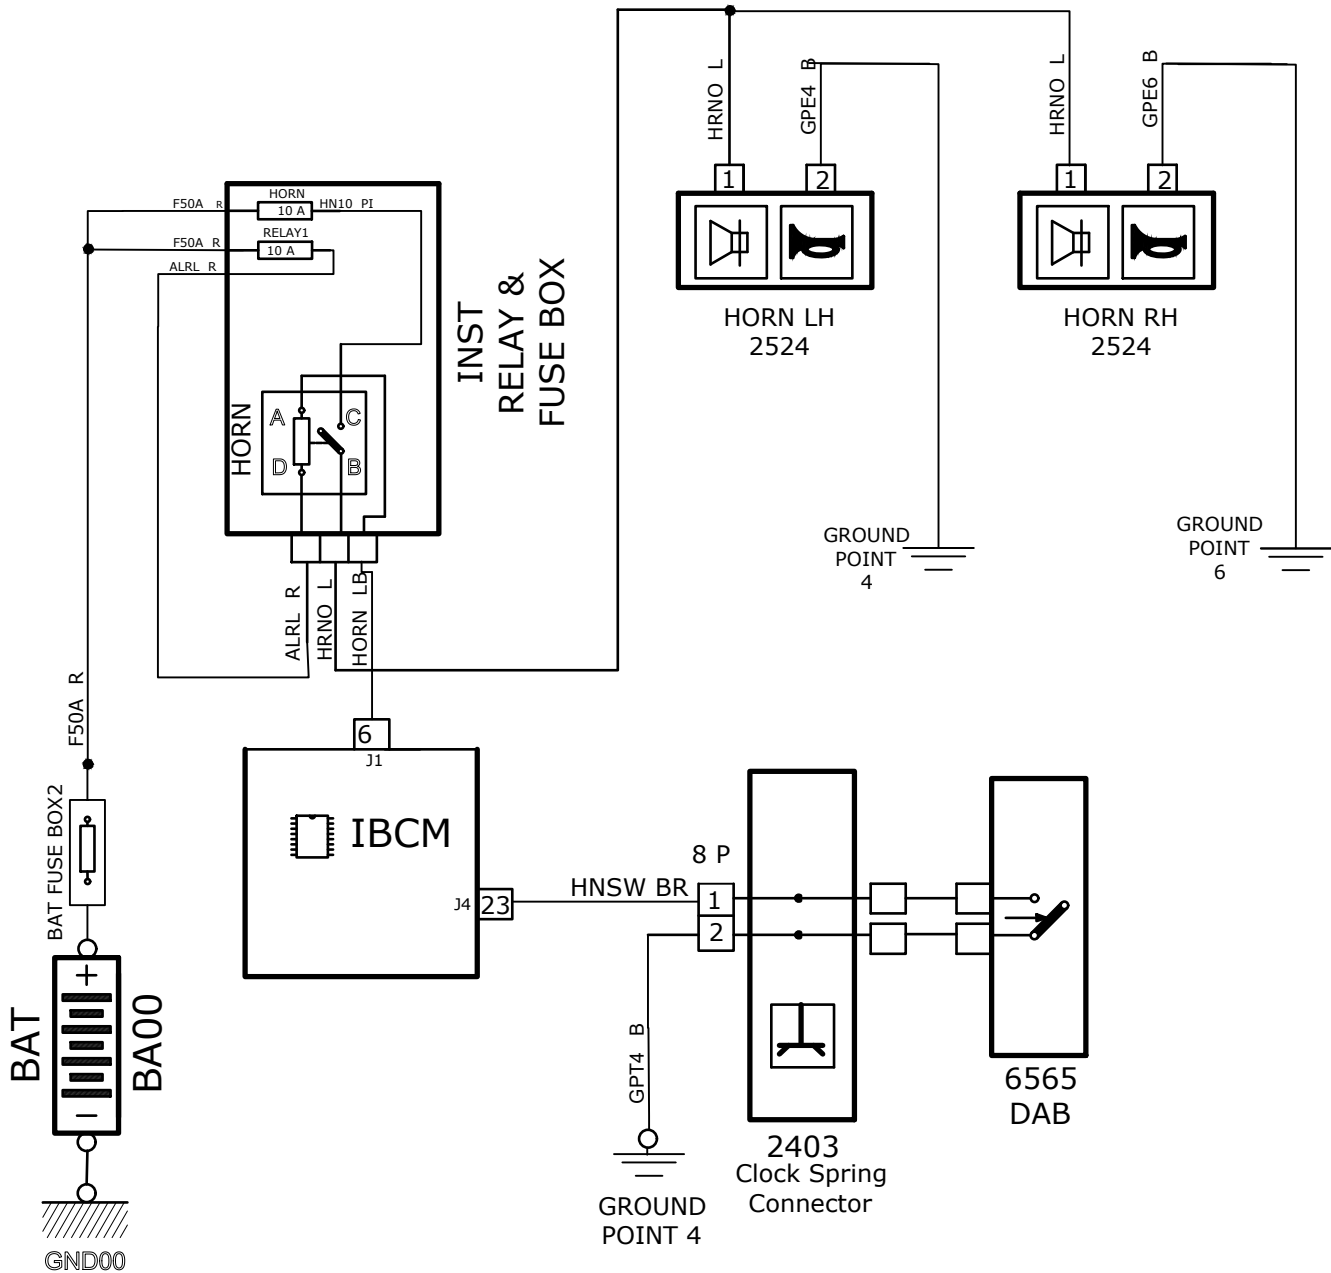 HRNO L
GPE4 B
HRNO L
GPE6 B
1
2
1
2
HORN LH
2524
HORN RH
2524
F50A R
HORN
10 A
HN10 PI
F50A R
RELAY1
10 A
ALRL R
INST
RELAY &
FUSE BOX
HORN
A
C
D
B
GROUND
POINT
4
GROUND
POINT
6
ALRL R
HRNO L
HORN LB
F50A R
6
J1
IBCM
J4
23
HNSW BR
8 P
1
2
BAT FUSE BOX2
BAT
+
−
BA00
GND00
GPT4 B
GROUND
POINT 4
2403
Clock Spring
Connector
6565
DAB